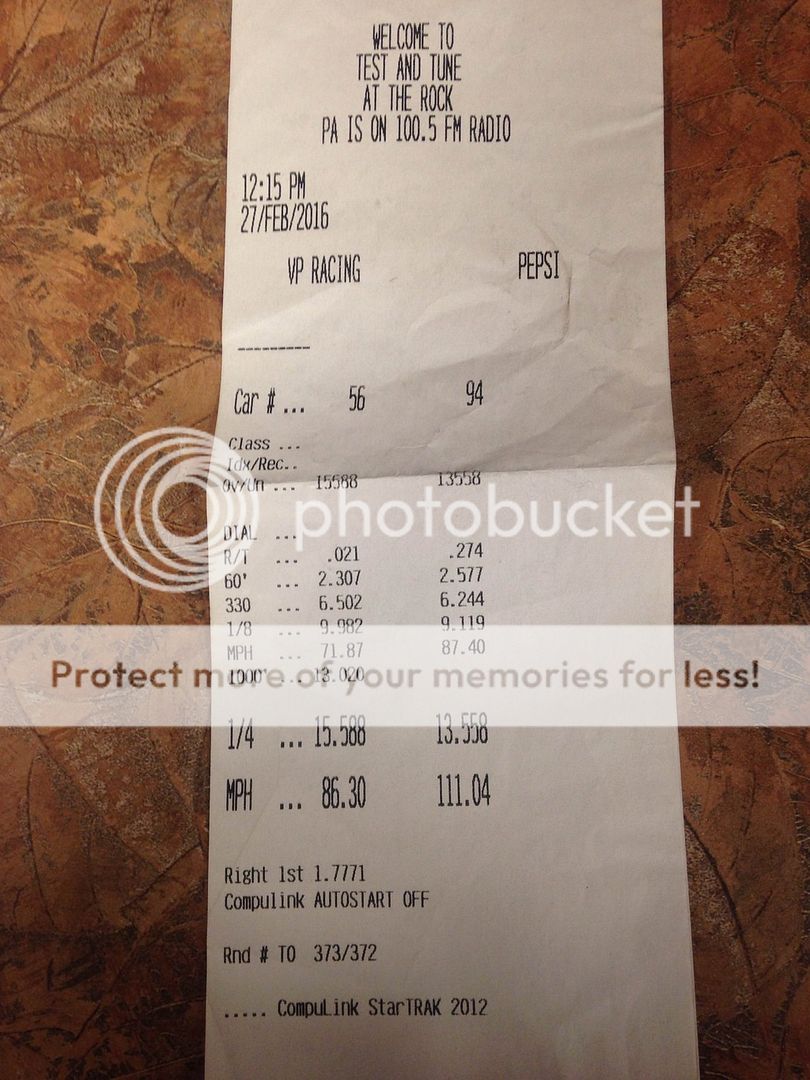 WELCOME TO
TEST AND TUNE
AT THE ROCK
PA IS ON 100.5 FM RADIO
12:15 PM
27/FEB/2016
VP RACING PEPSI
---------
Car # ... 56 94
Class ...
Idx/Rec..
Ov/Un ... 15588 13558
photobucket
DIAL ...
R/T ... .021 .274
60' ... 2.307 2.577
330 ... 6.502 6.244
1/8 ... 9.982 9.119
MPH ... 71.87 87.40
Protect more of your memories for less!
1000' ... 13.020
1/4 ... 15.588 13.558
MPH ... 86.30 111.04
Right 1st 1.7771
Compulink AUTOSTART OFF
Rnd # TO 373/372
..... CompuLink StarTRAK 2012